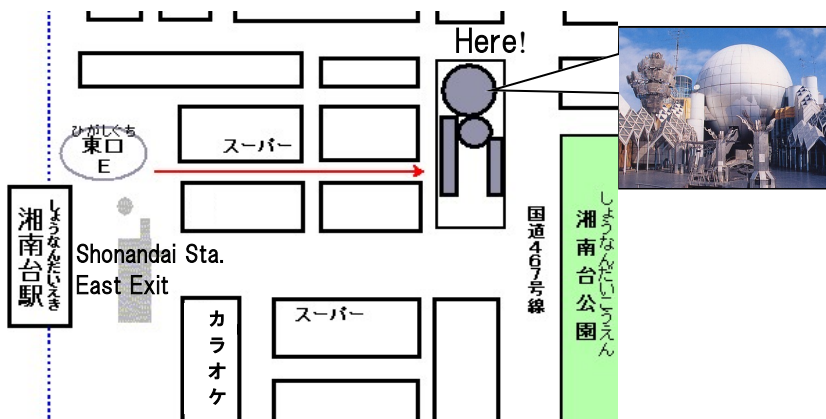 Here!
ひがしぐち
東口
E
スーパー
湘南台駅
しょうなんだいえき
Shonandai Sta.
East Exit
国道467号線
湘南台公園
しょうなんだいこうえん
カラオケ
スーパー